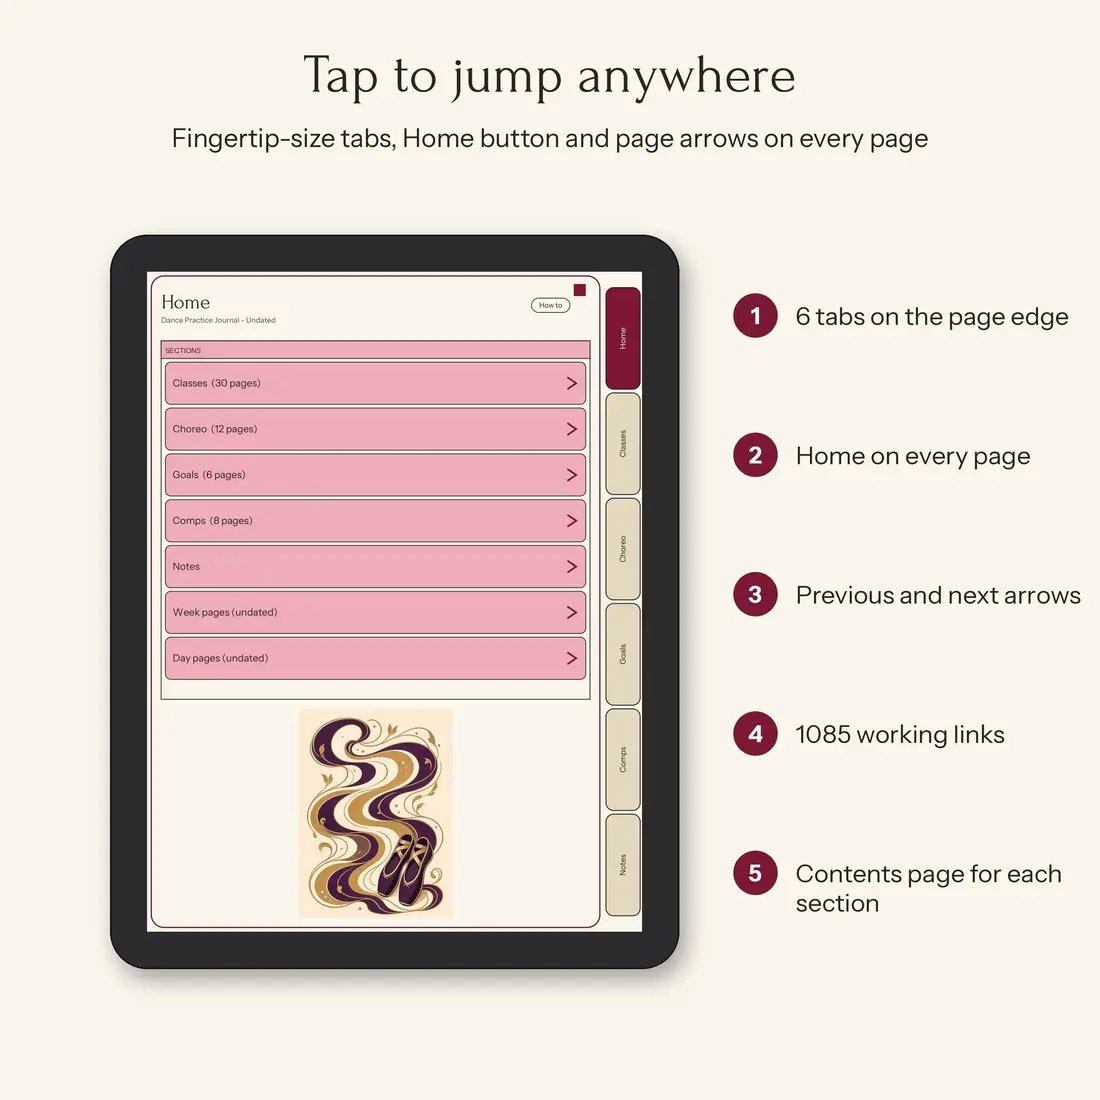 Tap to jump anywhere
Fingertip-size tabs, Home button and page arrows on every page
Home
How to
Dance Practice Journal - Undated
SECTIONS
Classes (30 pages)
Choreo (12 pages)
Goals (6 pages)
Comps (8 pages)
Notes
Week pages (undated)
Day pages (undated)
Home
Classes
Choreo
Goals
Comps
Notes
1 6 tabs on the page edge
2 Home on every page
3 Previous and next arrows
4 1085 working links
5 Contents page for each
section